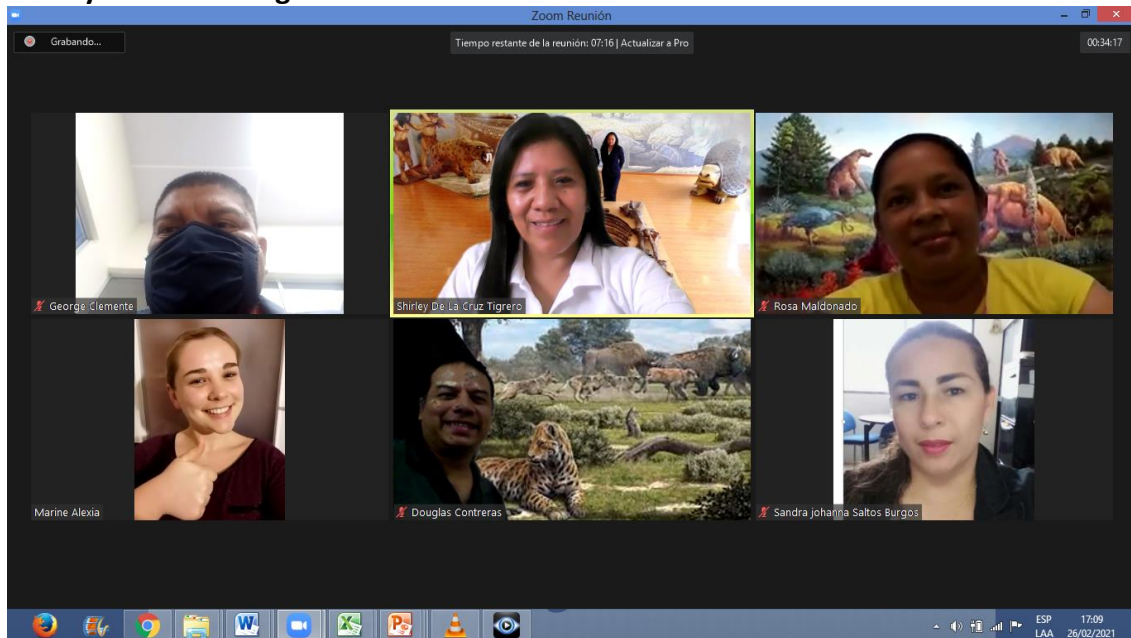 Zoom Reunión
Grabando...
Tiempo restante de la reunión: 07:16 | Actualizar a Pro
00:34:17
George Clemente
Shirley De La Cruz Tigrero
Rosa Maldonado
Marine Alexia
Douglas Contreras
Sandra johanna Saltos Burgos
ESP
17:09
LAA
26/02/2021